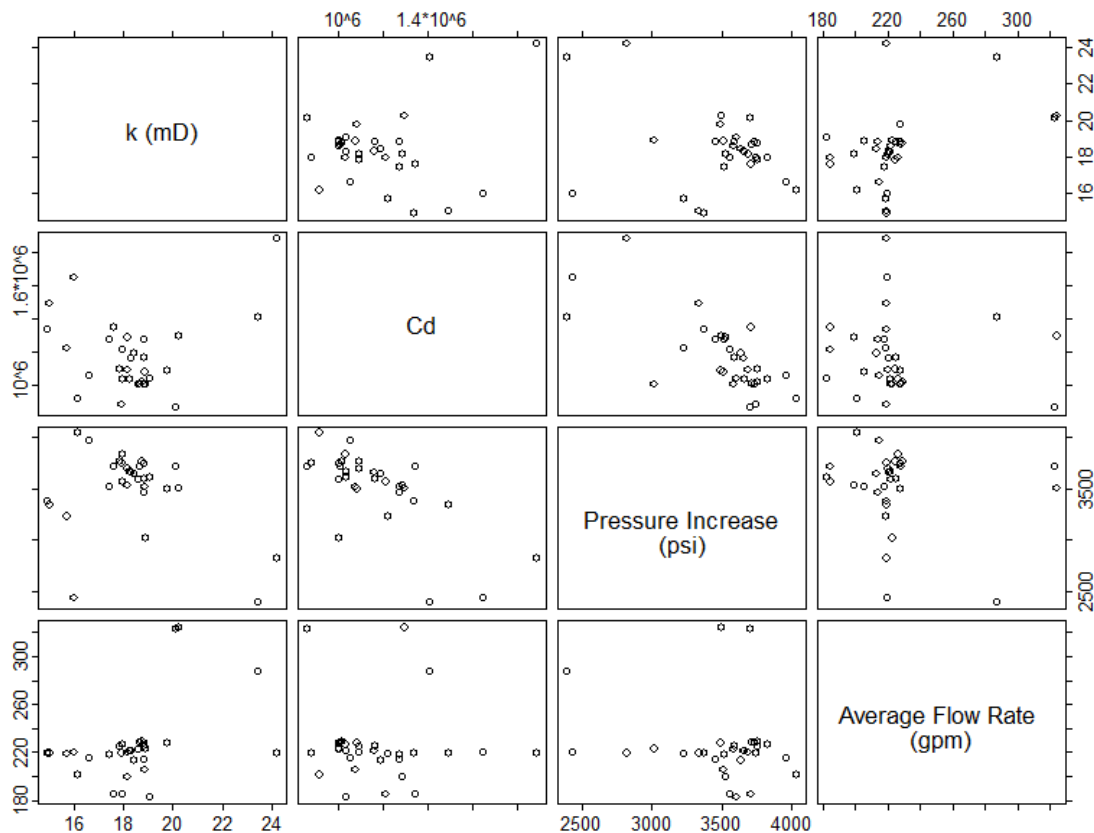 10^6 1.4*10^6 180 220 260 300
k (mD)
16 18 20 22 24
10^6 1.6*10^6
Cd
Pressure Increase
(psi)
2500 3500
180 220 260 300
Average Flow Rate
(gpm)
16 18 20 22 24 2500 3000 3500 4000